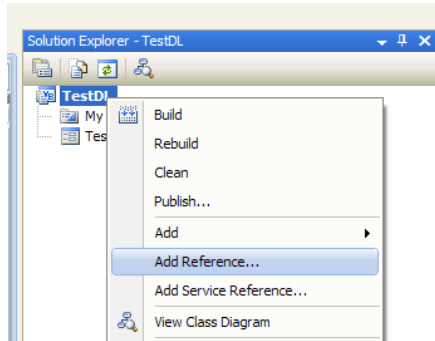 Solution Explorer - TestDL
TestDL
My
Tes
Build
Rebuild
Clean
Publish...
Add
Add Reference...
Add Service Reference...
View Class Diagram